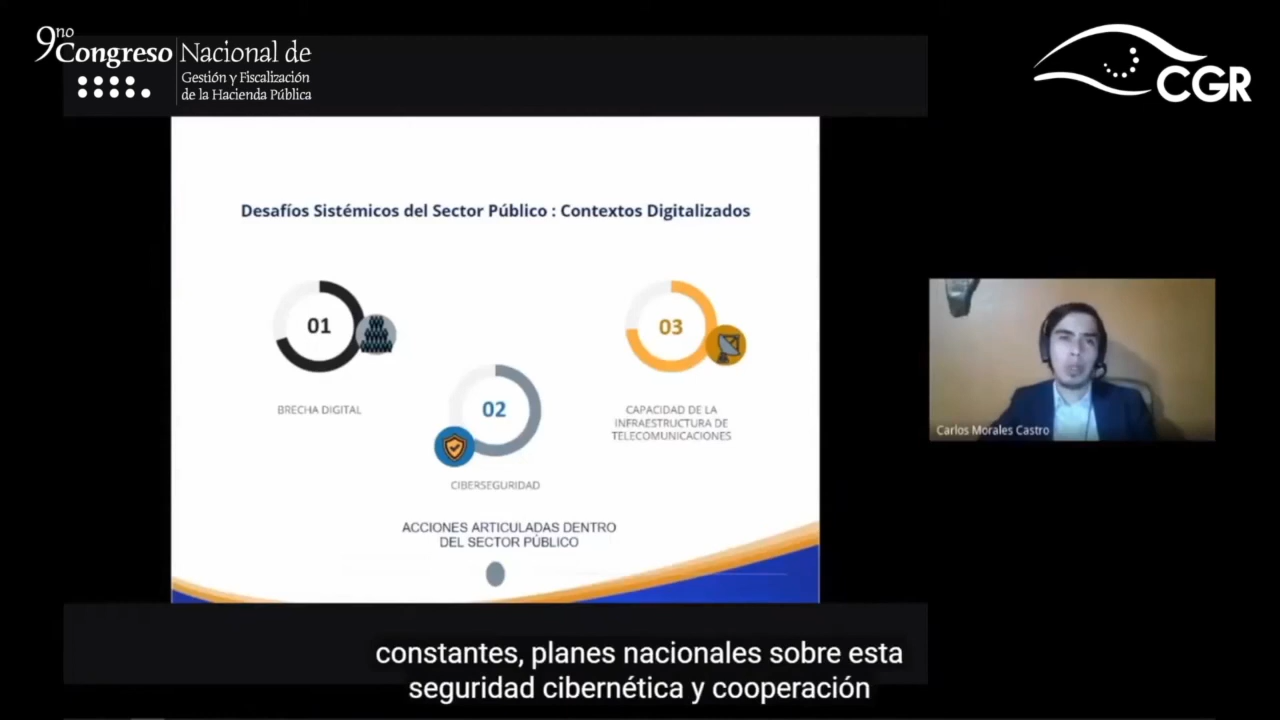 9no Congreso Nacional de
Gestión y Fiscalización
de la Hacienda Pública
CGR
Desafíos Sistémicos del Sector Público : Contextos Digitalizados
01
03
02
BRECHA DIGITAL
CAPACIDAD DE LA
INFRAESTRUCTURA DE
TELECOMUNICACIONES
CIBERSEGURIDAD
ACCIONES ARTICULADAS DENTRO
DEL SECTOR PÚBLICO
Carlos Morales Castro
constantes, planes nacionales sobre esta
seguridad cibernética y cooperación